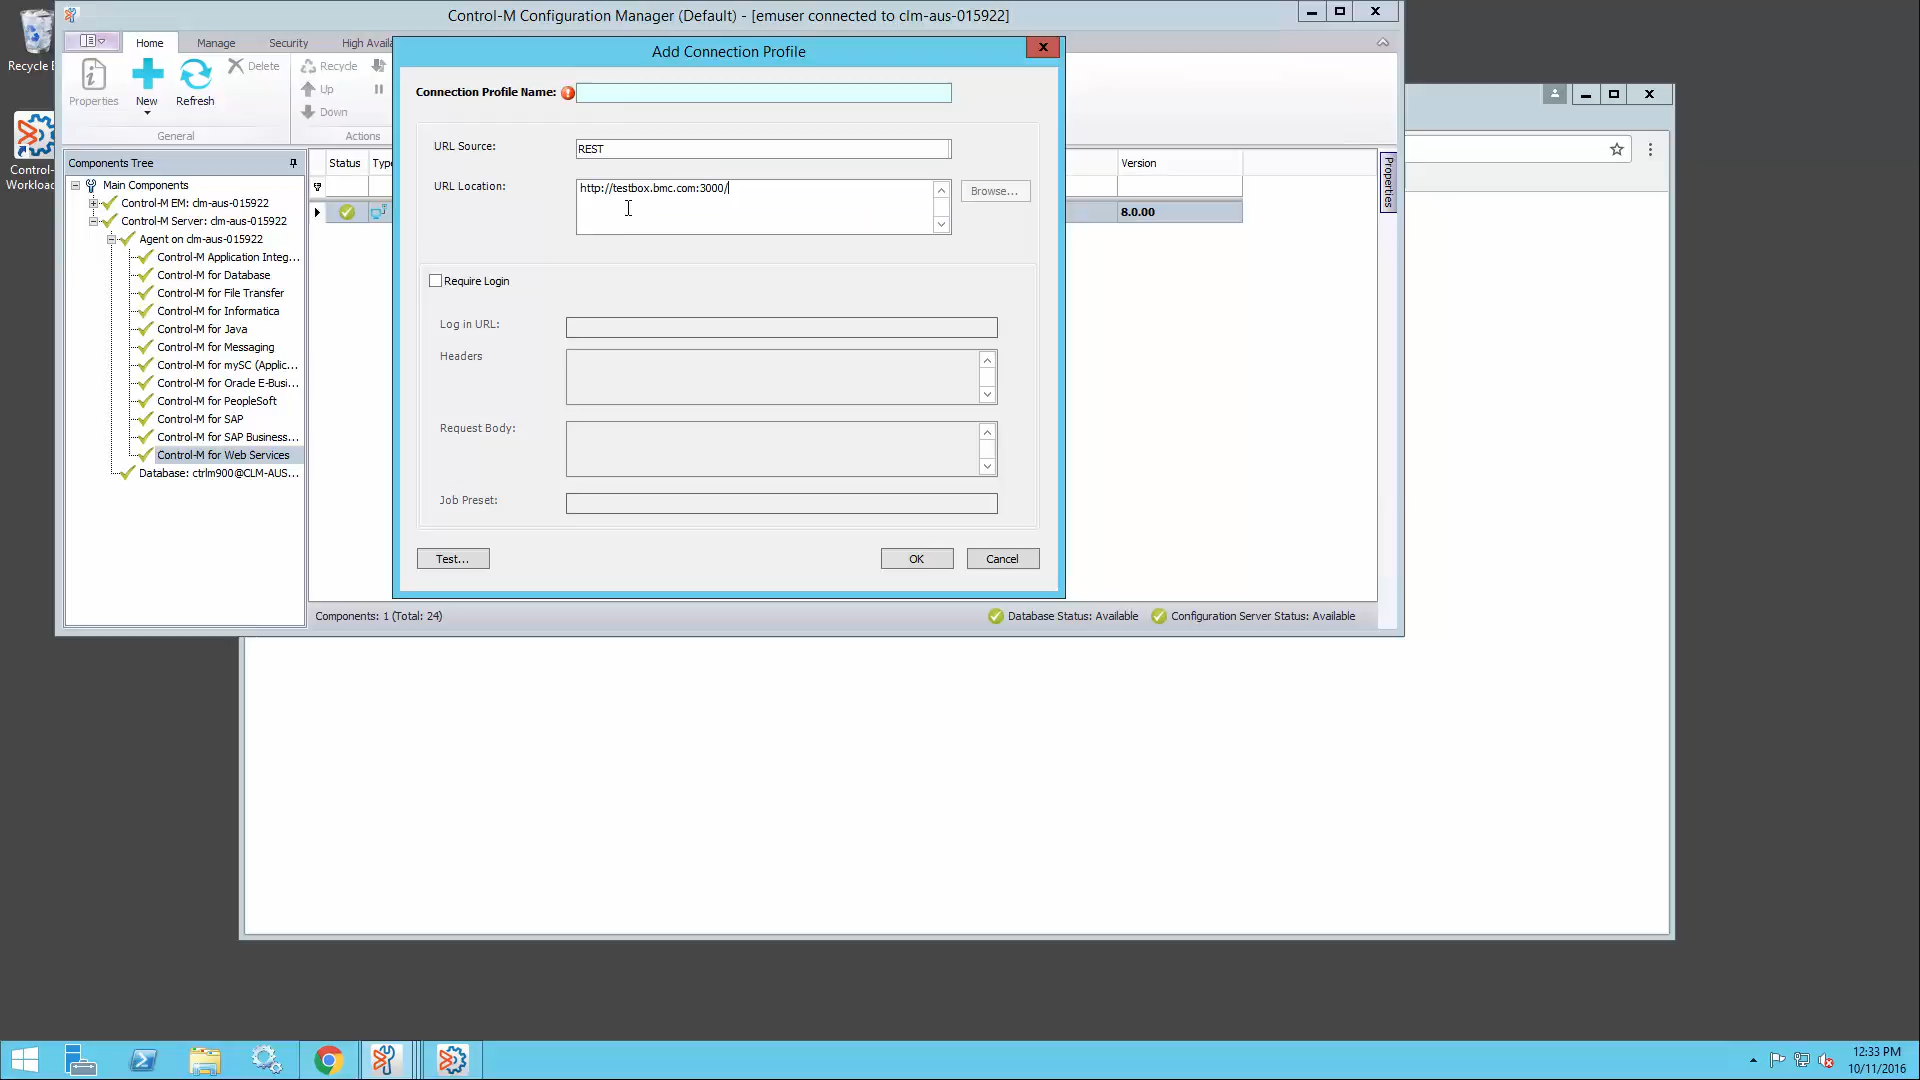 Control-M Configuration Manager (Default) - [emuser connected to clm-aus-015922]
Home
Manage
Security
Properties
New
Refresh
Delete
Recycle
Up
Down
General
Actions
Components Tree
Main Components
Control-M EM: clm-aus-015922
Control-M Server: clm-aus-015922
Agent on clm-aus-015922
Control-M Application Integ...
Control-M for Database
Control-M for File Transfer
Control-M for Informatica
Control-M for Java
Control-M for Messaging
Control-M for mySC (Applic...
Control-M for Oracle E-Busi...
Control-M for PeopleSoft
Control-M for SAP
Control-M for SAP Business...
Control-M for Web Services
Database: ctrlm900@CLM-AUS...
Status
Version
8.0.00
Properties
Add Connection Profile
Connection Profile Name:
URL Source:
REST
URL Location:
http://testbox.bmc.com:3000/
Browse...
Require Login
Log in URL:
Headers
Request Body:
Job Preset:
Test...
OK
Cancel
Components: 1 (Total: 24)
Database Status: Available
Configuration Server Status: Available
12:33 PM
10/11/2016